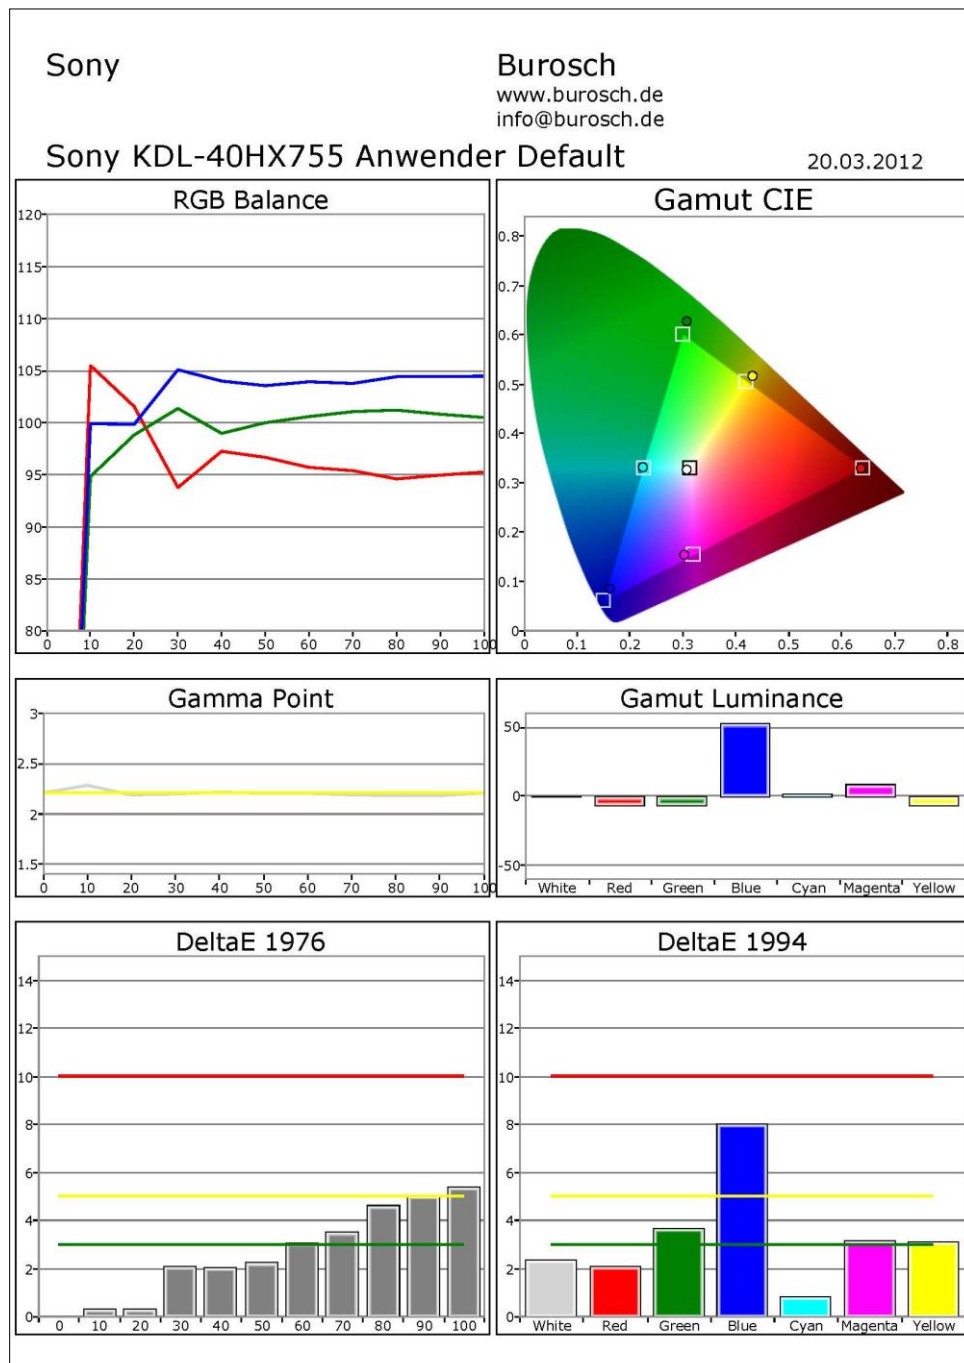 Sony
Burosch
www.burosch.de
info@burosch.de
Sony KDL-40HX755 Anwender Default
20.03.2012
RGB Balance
120
115
110
105
100
95
90
85
80
0 10 20 30 40 50 60 70 80 90 100
Gamut CIE
0.8
0.7
0.6
0.5
0.4
0.3
0.2
0.1
0
0 0.1 0.2 0.3 0.4 0.5 0.6 0.7 0.8
Gamma Point
3
2.5
2
1.5
0 10 20 30 40 50 60 70 80 90 100
Gamut Luminance
50
0
-50
White Red Green Blue Cyan Magenta Yellow
DeltaE 1976
14
12
10
8
6
4
2
0
0 10 20 30 40 50 60 70 80 90 100
DeltaE 1994
14
12
10
8
6
4
2
0
White Red Green Blue Cyan Magenta Yellow